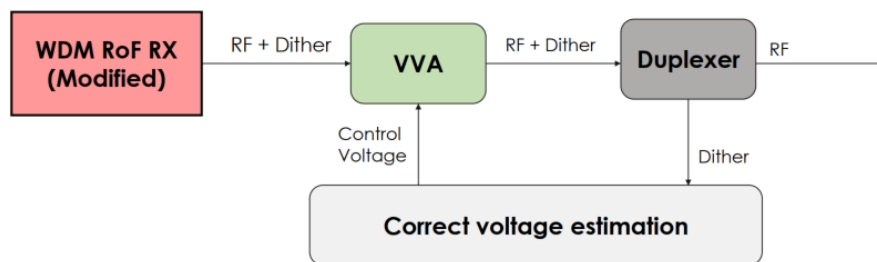 WDM RoF RX
(Modified)
RF + Dither
VVA
RF + Dither
Duplexer
RF
Control
Voltage
Dither
Correct voltage estimation